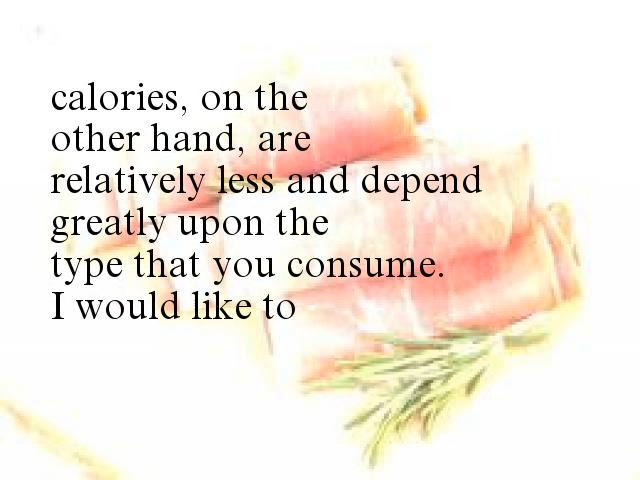 calories, on the
other hand, are
relatively less and depend
greatly upon the
type that you consume.
I would like to